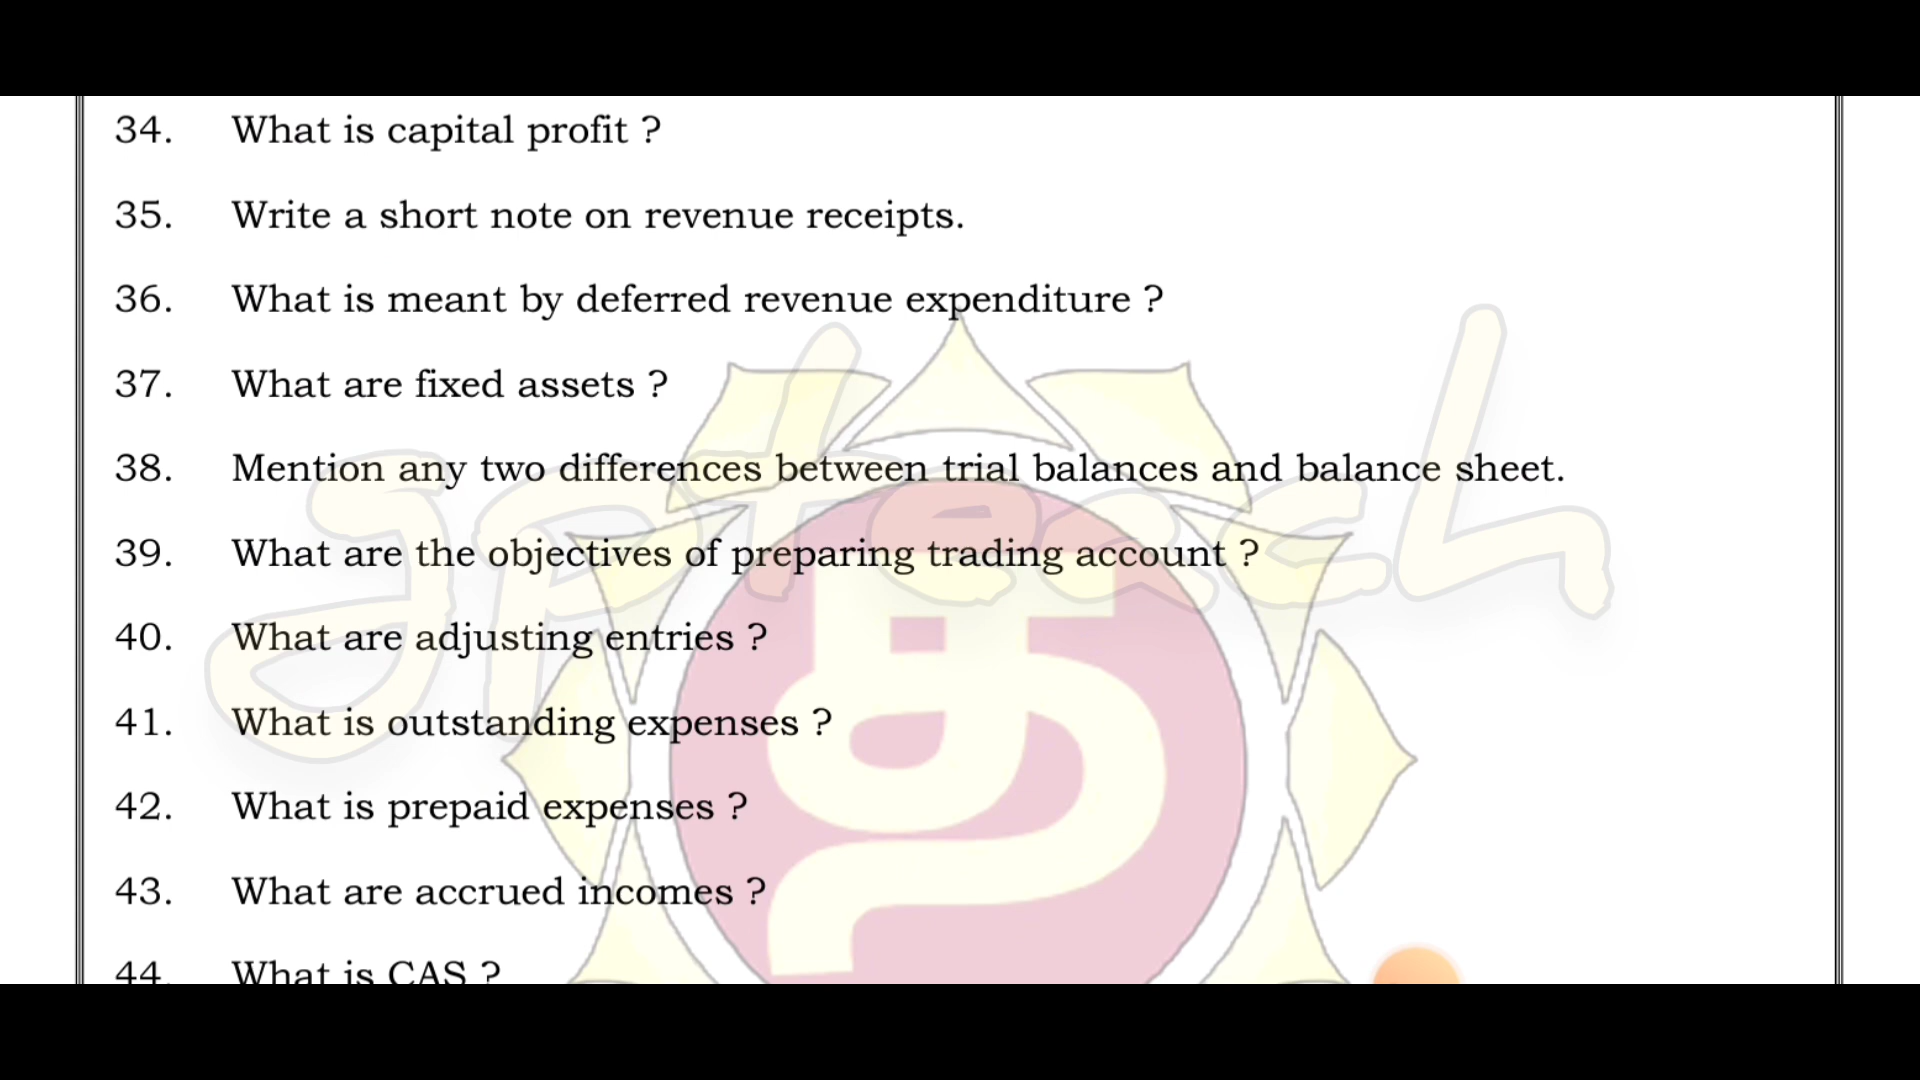 34. What is capital profit ?
35. Write a short note on revenue receipts.
36. What is meant by deferred revenue expenditure ?
37. What are fixed assets ?
38. Mention any two differences between trial balances and balance sheet.
39. What are the objectives of preparing trading account ?
40. What are adjusting entries ?
41. What is outstanding expenses ?
42. What is prepaid expenses ?
43. What are accrued incomes ?
44. What is CAS ?
jpteach